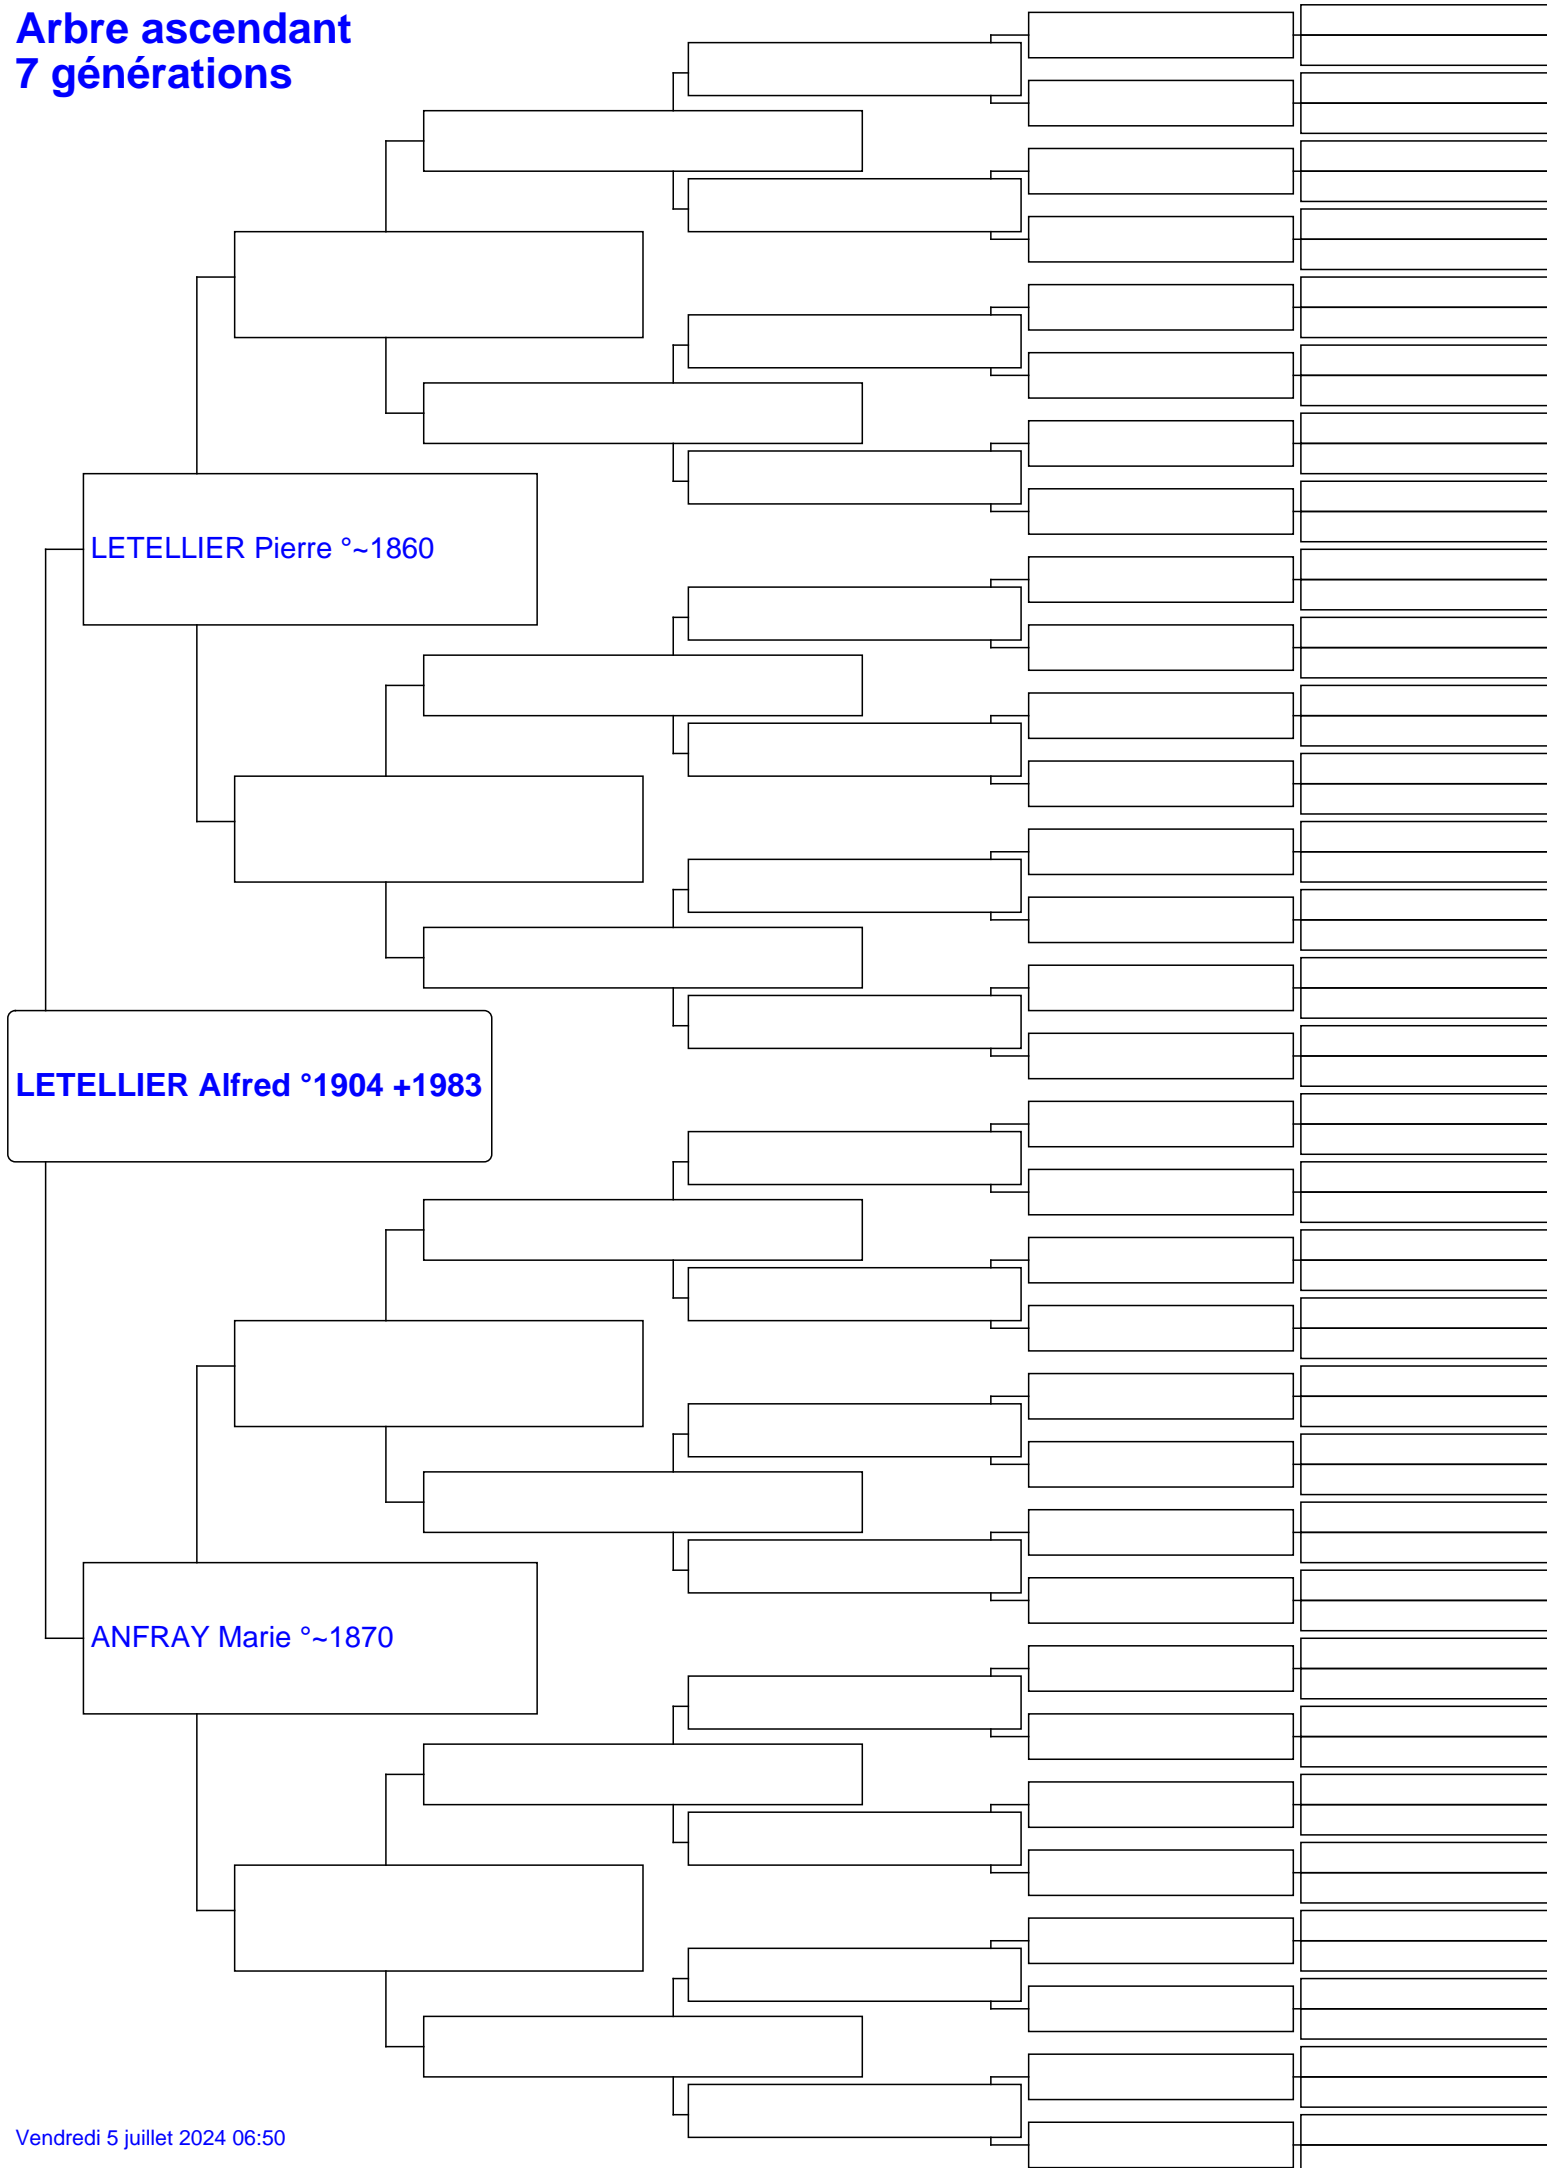 Arbre ascendant
7 générations
LETELLIER Pierre °~1860
LETELLIER Alfred °1904 +1983
ANFRAY Marie °~1870
Vendredi 5 juillet 2024 06:50